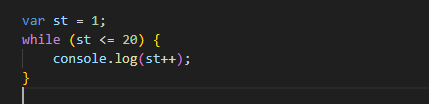 var st = 1;
while (st <= 20) {
    console.log(st++);
}